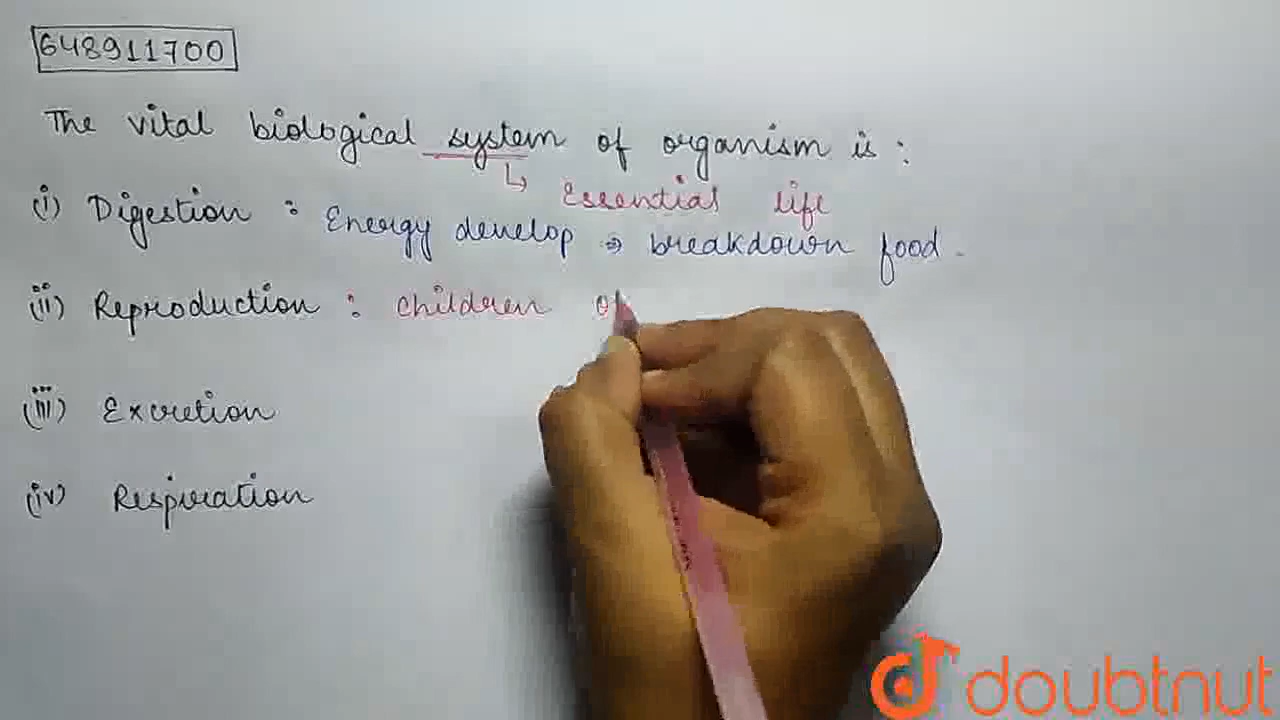 648911700
The vital biological system of organism is :
↳ Essential life
(i) Digestion : Energy develop ⇒ breakdown food.
(ii) Reproduction : children
(iii) Excretion
(iv) Respiration
doubtnut